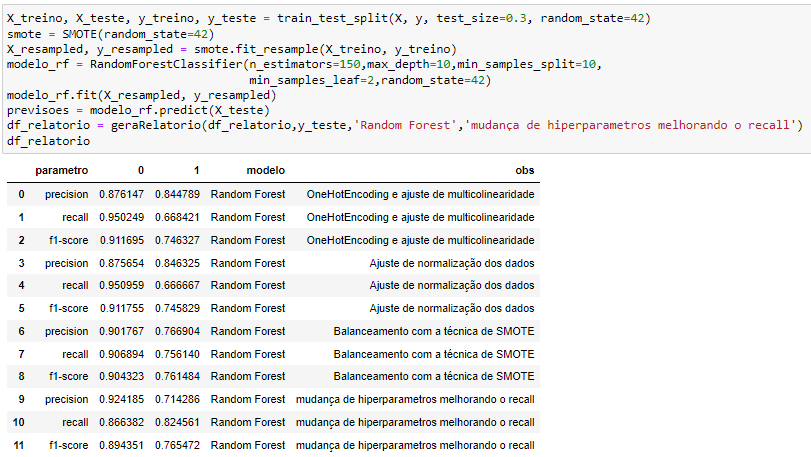 X_treino, X_teste, y_treino, y_teste = train_test_split(X, y, test_size=0.3, random_state=42)
smote = SMOTE(random_state=42)
X_resampled, y_resampled = smote.fit_resample(X_treino, y_treino)
modelo_rf = RandomForestClassifier(n_estimators=150,max_depth=10,min_samples_split=10,
min_samples_leaf=2,random_state=42)
modelo_rf.fit(X_resampled, y_resampled)
previsoes = modelo_rf.predict(X_teste)
df_relatorio = geraRelatorio(df_relatorio,y_teste,'Random Forest','mudança de hiperparametros melhorando o recall')
df_relatorio
parametro 0 1 modelo obs
0 precision 0.876147 0.844789 Random Forest OneHotEncoding e ajuste de multicolinearidade
1 recall 0.950249 0.668421 Random Forest OneHotEncoding e ajuste de multicolinearidade
2 f1-score 0.911695 0.746327 Random Forest OneHotEncoding e ajuste de multicolinearidade
3 precision 0.875654 0.846325 Random Forest Ajuste de normalização dos dados
4 recall 0.950959 0.666667 Random Forest Ajuste de normalização dos dados
5 f1-score 0.911755 0.745829 Random Forest Ajuste de normalização dos dados
6 precision 0.901767 0.766904 Random Forest Balanceamento com a técnica de SMOTE
7 recall 0.906894 0.756140 Random Forest Balanceamento com a técnica de SMOTE
8 f1-score 0.904323 0.761484 Random Forest Balanceamento com a técnica de SMOTE
9 precision 0.924185 0.714286 Random Forest mudança de hiperparametros melhorando o recall
10 recall 0.866382 0.824561 Random Forest mudança de hiperparametros melhorando o recall
11 f1-score 0.894351 0.765472 Random Forest mudança de hiperparametros melhorando o recall